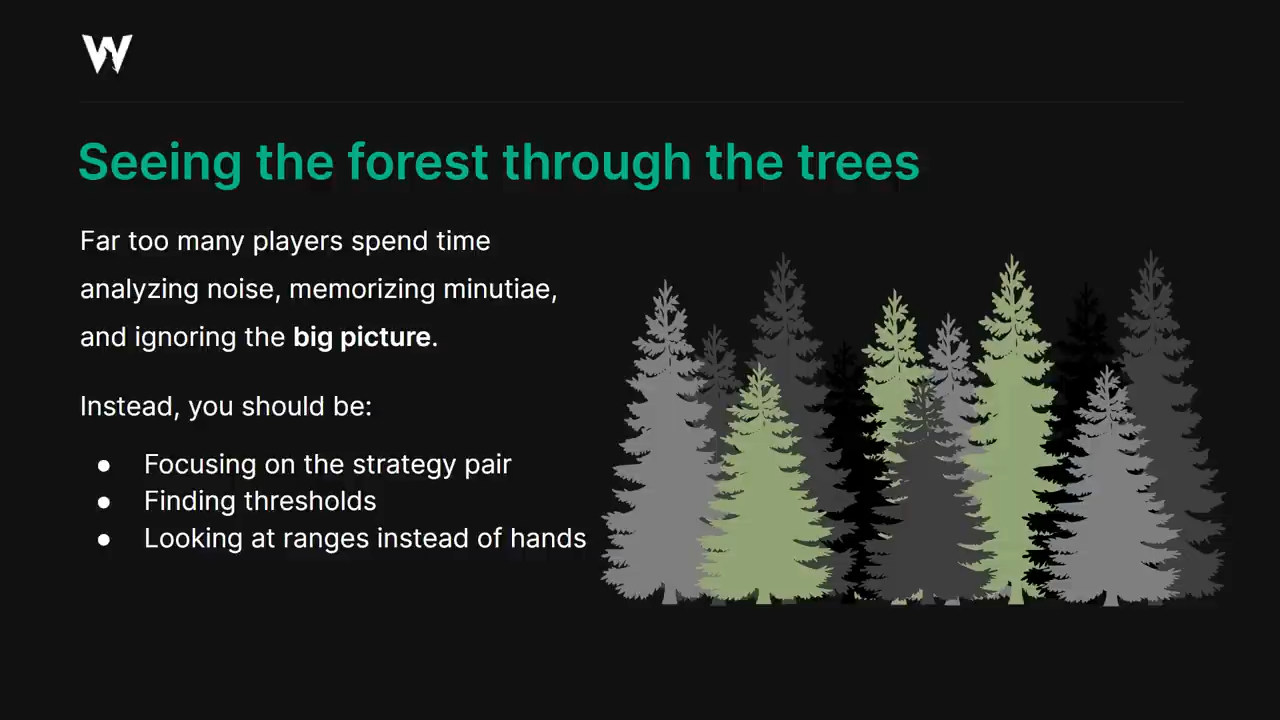 W
Seeing the forest through the trees
Far too many players spend time
analyzing noise, memorizing minutiae,
and ignoring the big picture.
Instead, you should be:
● Focusing on the strategy pair
● Finding thresholds
● Looking at ranges instead of hands